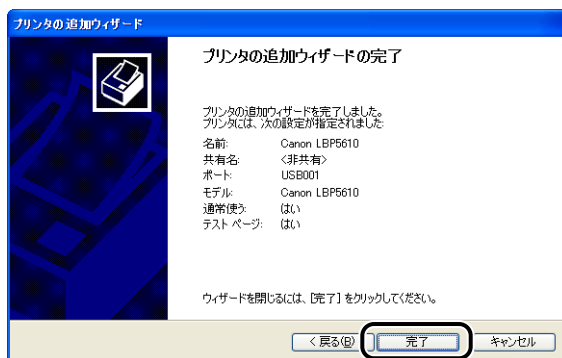 プリンタの追加ウィザード
プリンタの追加ウィザードの完了
プリンタの追加ウィザードを完了しました。
プリンタには、次の設定が指定されました:
名前: Canon LBP5610
共有名: <非共有>
ポート: USB001
モデル: Canon LBP5610
通常使う: はい
テスト ページ: はい
ウィザードを閉じるには、[完了] をクリックしてください。
< 戻る(B) 完了 キャンセル